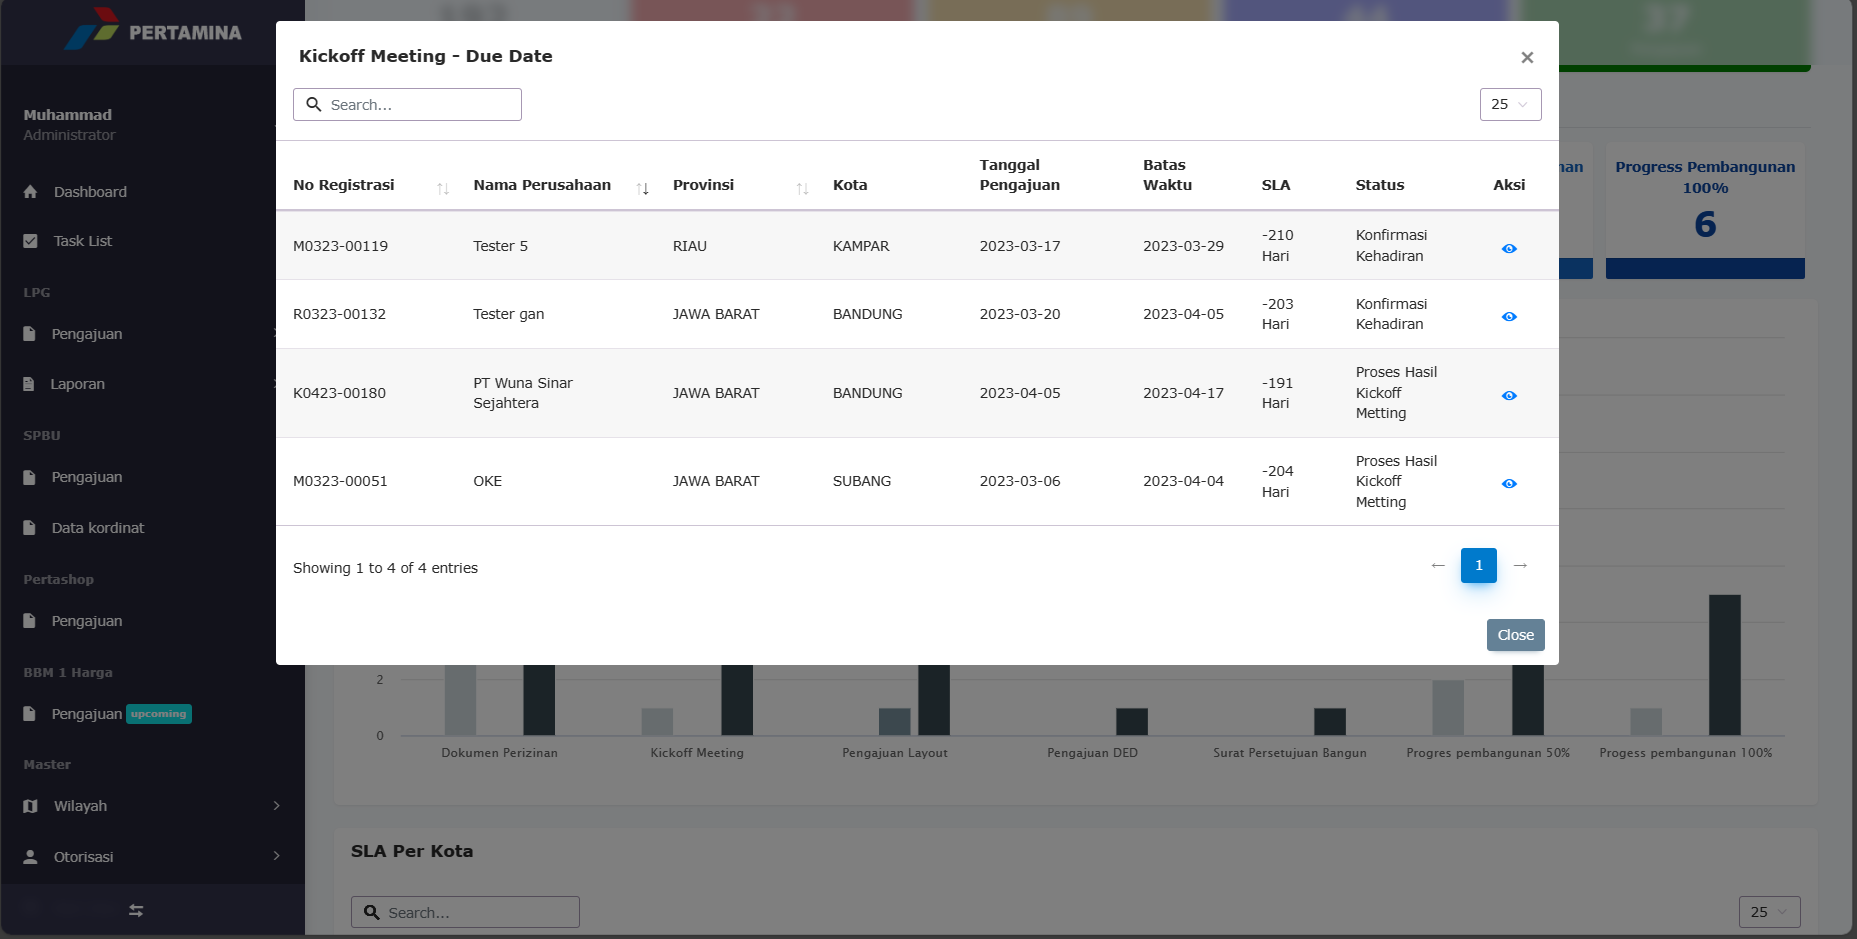 PERTAMINA
Muhammad
Administrator
Dashboard
Task List
LPG
Pengajuan
Laporan
SPBU
Pengajuan
Data kordinat
Pertashop
Pengajuan
BBM 1 Harga
Pengajuan upcoming
Master
Wilayah
Otorisasi
Kickoff Meeting - Due Date
×
Search...
25
No Registrasi
Nama Perusahaan
Provinsi
Kota
Tanggal
Pengajuan
Batas
Waktu
SLA
Status
Aksi
M0323-00119
Tester 5
RIAU
KAMPAR
2023-03-17
2023-03-29
-210
Hari
Konfirmasi
Kehadiran
R0323-00132
Tester gan
JAWA BARAT
BANDUNG
2023-03-20
2023-04-05
-203
Hari
Konfirmasi
Kehadiran
K0423-00180
PT Wuna Sinar
Sejahtera
JAWA BARAT
BANDUNG
2023-04-05
2023-04-17
-191
Hari
Proses Hasil
Kickoff
Metting
M0323-00051
OKE
JAWA BARAT
SUBANG
2023-03-06
2023-04-04
-204
Hari
Proses Hasil
Kickoff
Metting
Showing 1 to 4 of 4 entries
← 1 →
Close
37
Progress Pembangunan
100%
6
2
0
Dokumen Perizinan
Kickoff Meeting
Pengajuan Layout
Pengajuan DED
Surat Persetujuan Bangun
Progres pembangunan 50%
Progess pembangunan 100%
SLA Per Kota
Search...
25